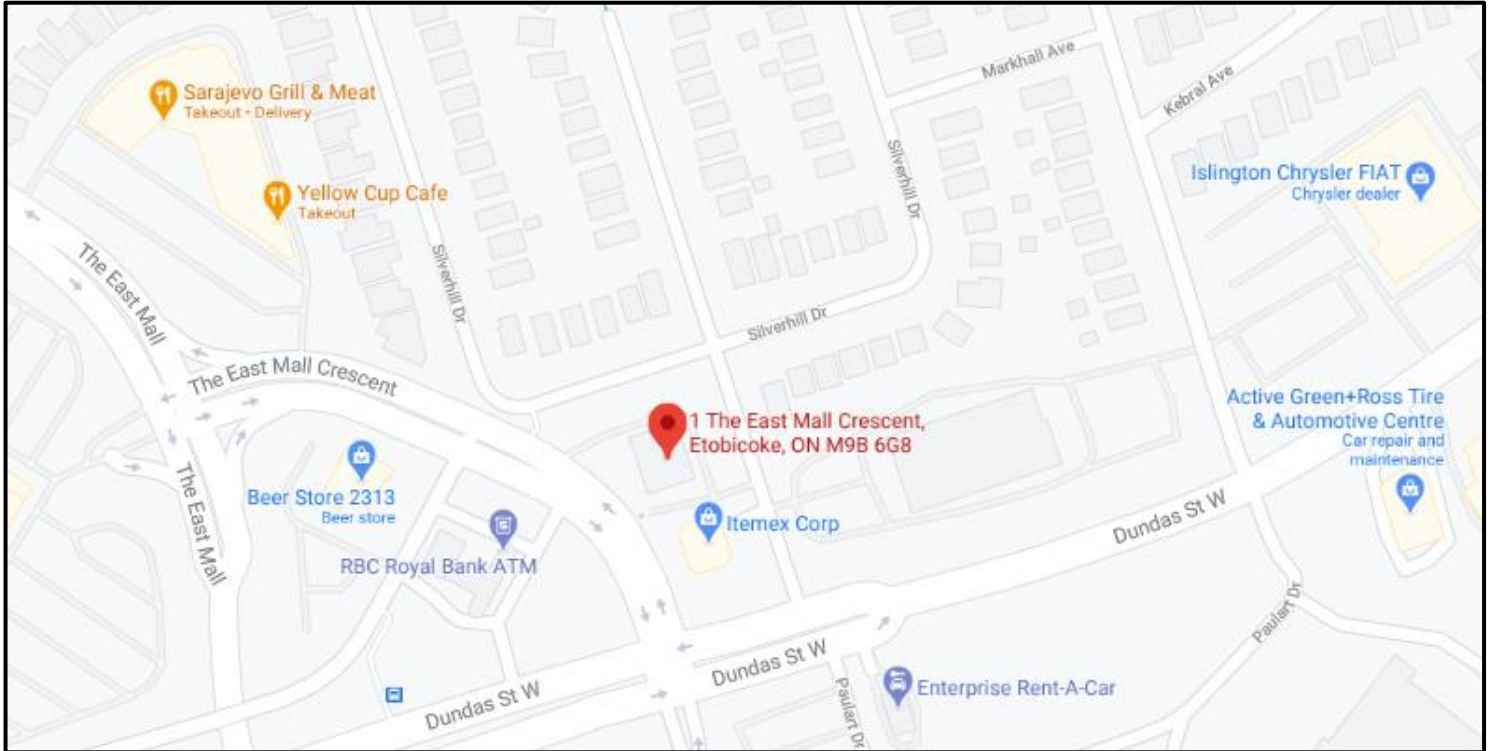 Markhall Ave
Kebral Ave
Sarajevo Grill & Meat
Takeout • Delivery
Silverhill Dr
Islington Chrysler FIAT
Chrysler dealer
Yellow Cup Cafe
Takeout
The East Mall
Silverhill Dr
Silverhill Dr
The East Mall Crescent
1 The East Mall Crescent,
Etobicoke, ON M9B 6G8
Active Green+Ross Tire
& Automotive Centre
Car repair and
maintenance
Beer Store 2313
Beer store
The East Mall
Itemex Corp
Dundas St W
RBC Royal Bank ATM
Paulart Dr
Dundas St W
Enterprise Rent-A-Car
Dundas St W
Paulart Dr